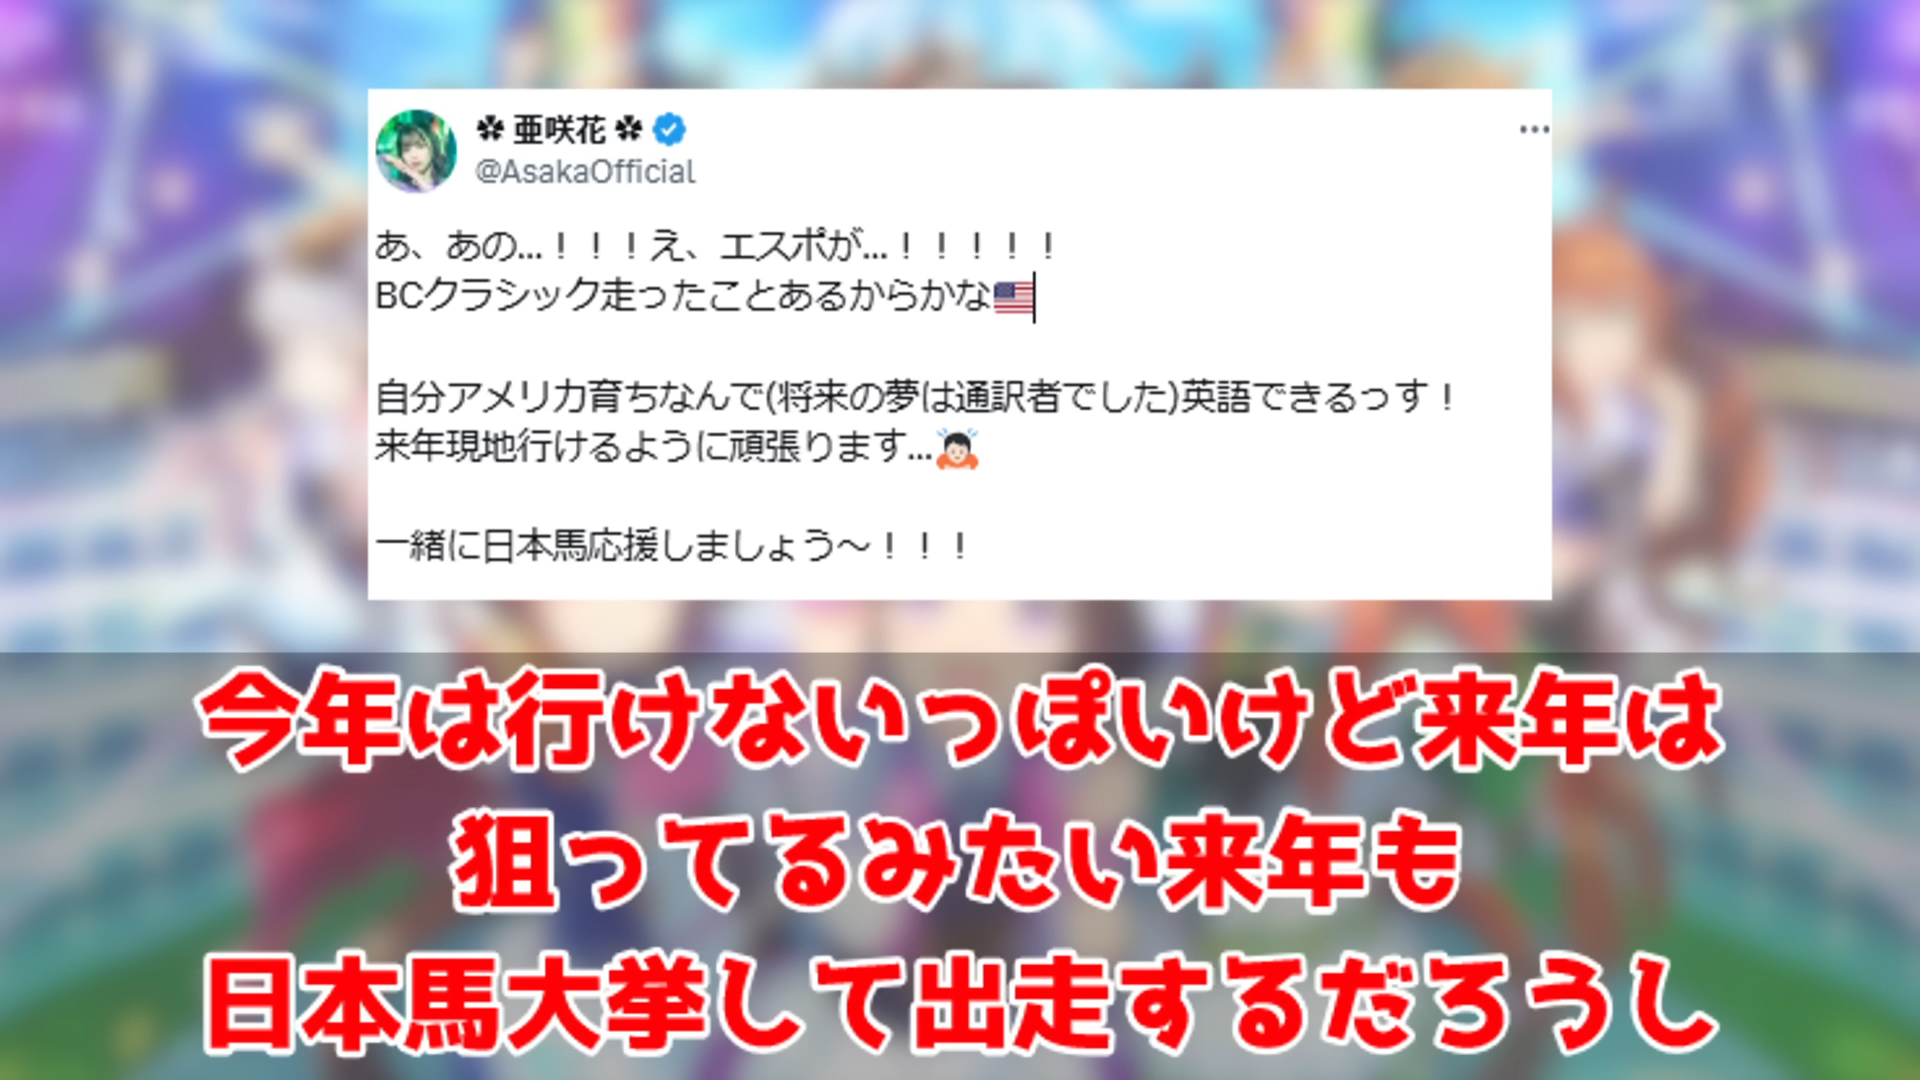 ✿ 亜咲花 ✿
@AsakaOfficial
あ、あの...！！！え、エスポが...！！！！！
BCクラシック走ったことあるからかな🇺🇸
自分アメリカ育ちなんで(将来の夢は通訳者でした)英語できるっす！
来年現地行けるように頑張ります...🙇🏻
一緒に日本馬応援しましょう〜！！！
今年は行けないっぽいけど来年は
狙ってるみたい来年も
日本馬大挙して出走するだろうし